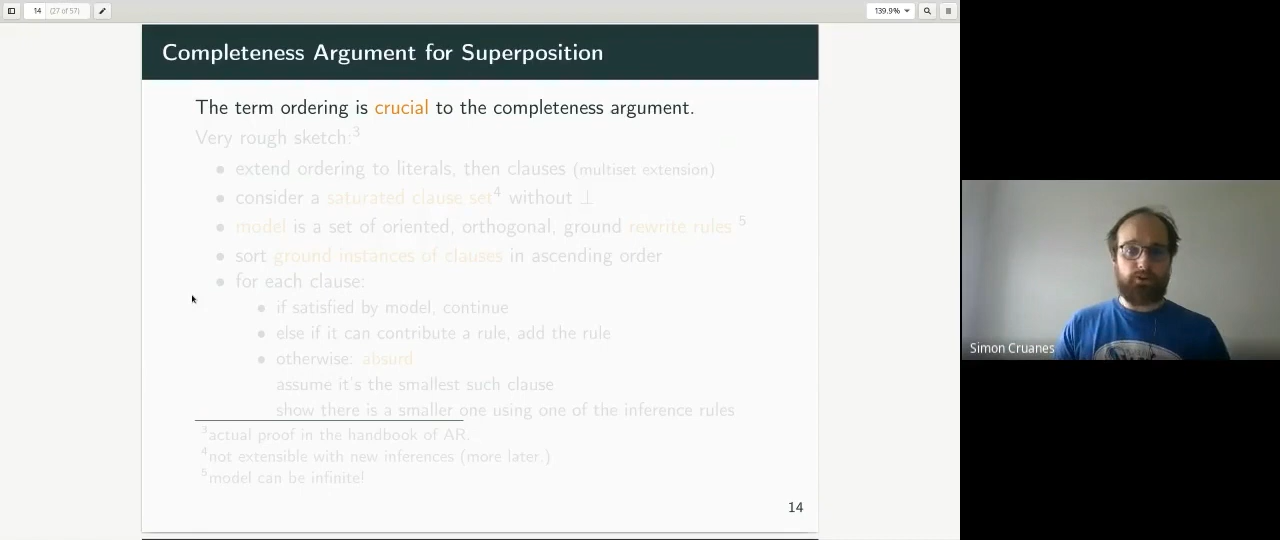 14 (27 of 57)
139.9%
Completeness Argument for Superposition
The term ordering is crucial to the completeness argument.
Very rough sketch:³
• extend ordering to literals, then clauses (multiset extension)
• consider a saturated clause set⁴ without ⊥
• model is a set of oriented, orthogonal, ground rewrite rules ⁵
• sort ground instances of clauses in ascending order
• for each clause:
• if satisfied by model, continue
• else if it can contribute a rule, add the rule
• otherwise: absurd
assume it's the smallest such clause
show there is a smaller one using one of the inference rules
³actual proof in the handbook of AR.
⁴not extensible with new inferences (more later.)
⁵model can be infinite!
14
Simon Cruanes